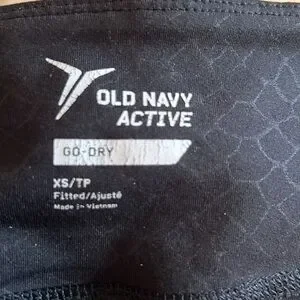 OLD NAVY
ACTIVE
GO-DRY
XS/TP
Fitted/Ajusté
Made in Vietnam